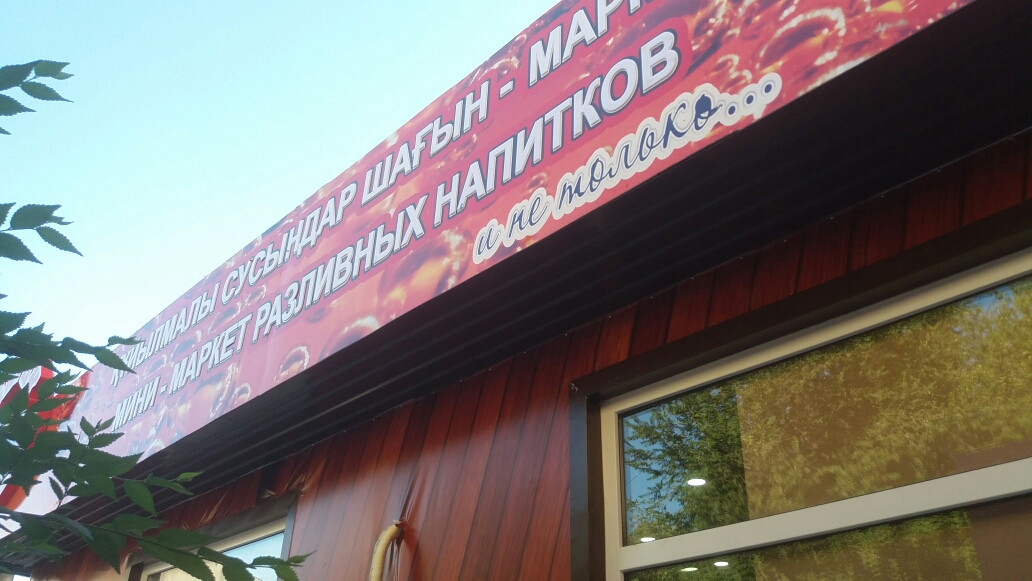 ҚҰЙЫЛМАЛЫ СУСЫНДАР ШАҒЫН - МАРК
МИНИ - МАРКЕТ РАЗЛИВНЫХ НАПИТКОВ
и не только...